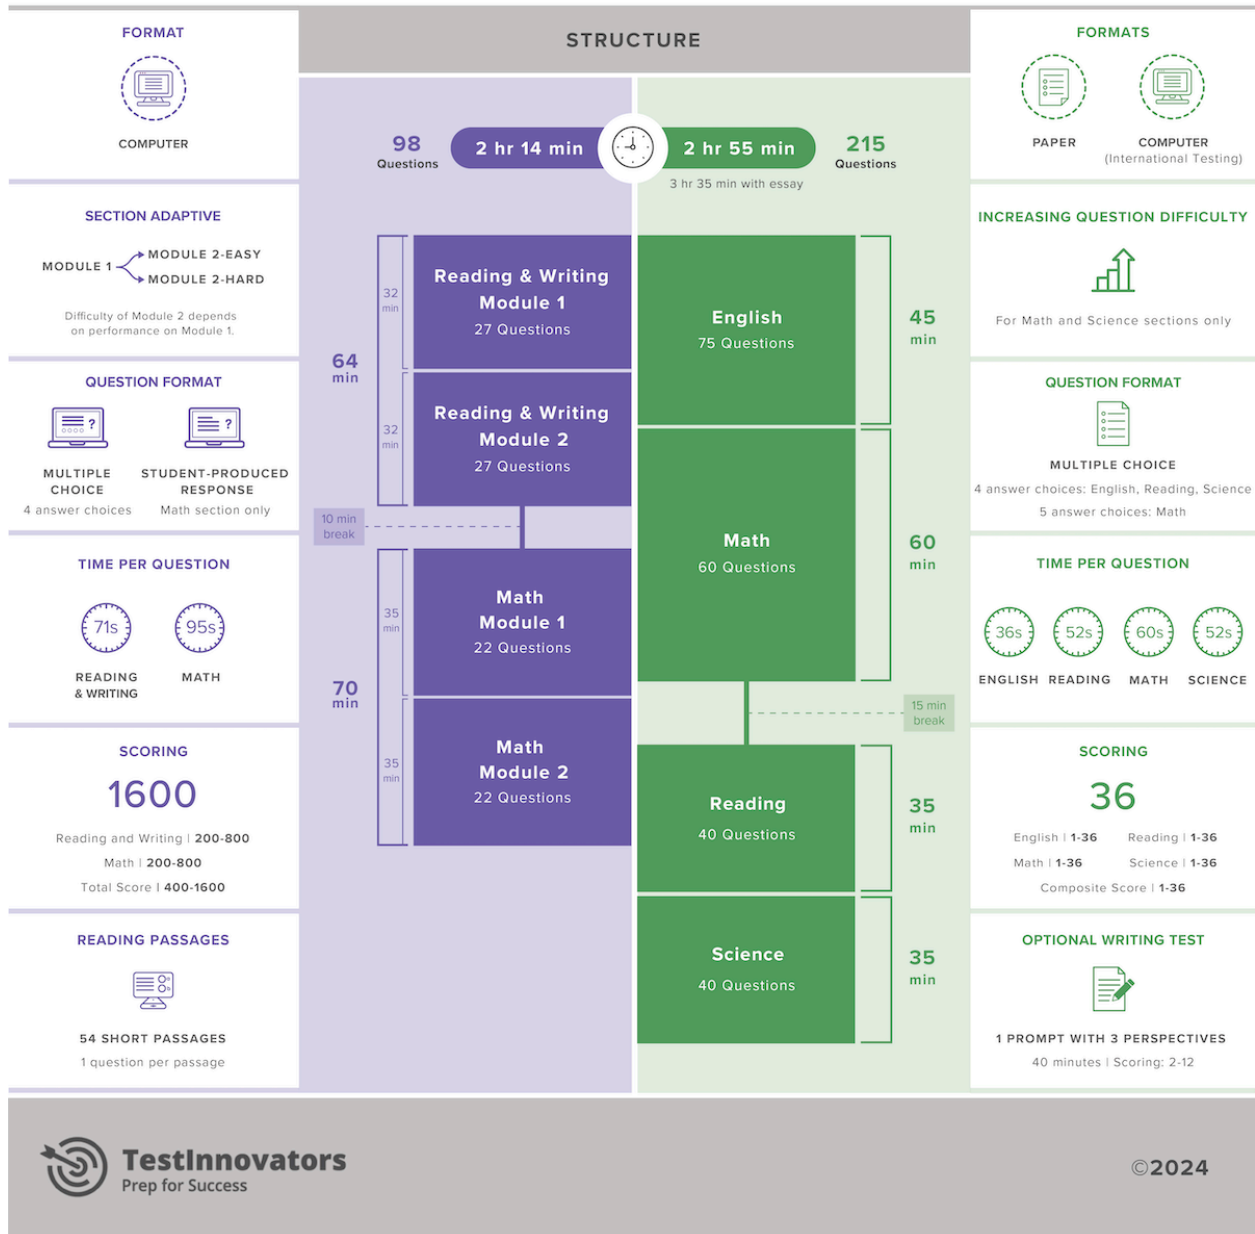 STRUCTURE
FORMAT
COMPUTER
SECTION ADAPTIVE
MODULE 1
MODULE 2-EASY
MODULE 2-HARD
Difficulty of Module 2 depends
on performance on Module 1.
QUESTION FORMAT
?
?
MULTIPLE
CHOICE
4 answer choices
STUDENT-PRODUCED
RESPONSE
Math section only
TIME PER QUESTION
71s
95s
READING
& WRITING
MATH
SCORING
1600
Reading and Writing | 200-800
Math | 200-800
Total Score | 400-1600
READING PASSAGES
54 SHORT PASSAGES
1 question per passage
98
Questions
2 hr 14 min
2 hr 55 min
215
Questions
3 hr 35 min with essay
64
min
32
min
Reading & Writing
Module 1
27 Questions
32
min
Reading & Writing
Module 2
27 Questions
10 min
break
70
min
35
min
Math
Module 1
22 Questions
35
min
Math
Module 2
22 Questions
English
75 Questions
45
min
Math
60 Questions
60
min
15 min
break
Reading
40 Questions
35
min
Science
40 Questions
35
min
FORMATS
PAPER
COMPUTER
(International Testing)
INCREASING QUESTION DIFFICULTY
For Math and Science sections only
QUESTION FORMAT
MULTIPLE CHOICE
4 answer choices: English, Reading, Science
5 answer choices: Math
TIME PER QUESTION
36s
52s
60s
52s
ENGLISH
READING
MATH
SCIENCE
SCORING
36
English | 1-36
Reading | 1-36
Math | 1-36
Science | 1-36
Composite Score | 1-36
OPTIONAL WRITING TEST
1 PROMPT WITH 3 PERSPECTIVES
40 minutes | Scoring: 2-12
TestInnovators
Prep for Success
©2024